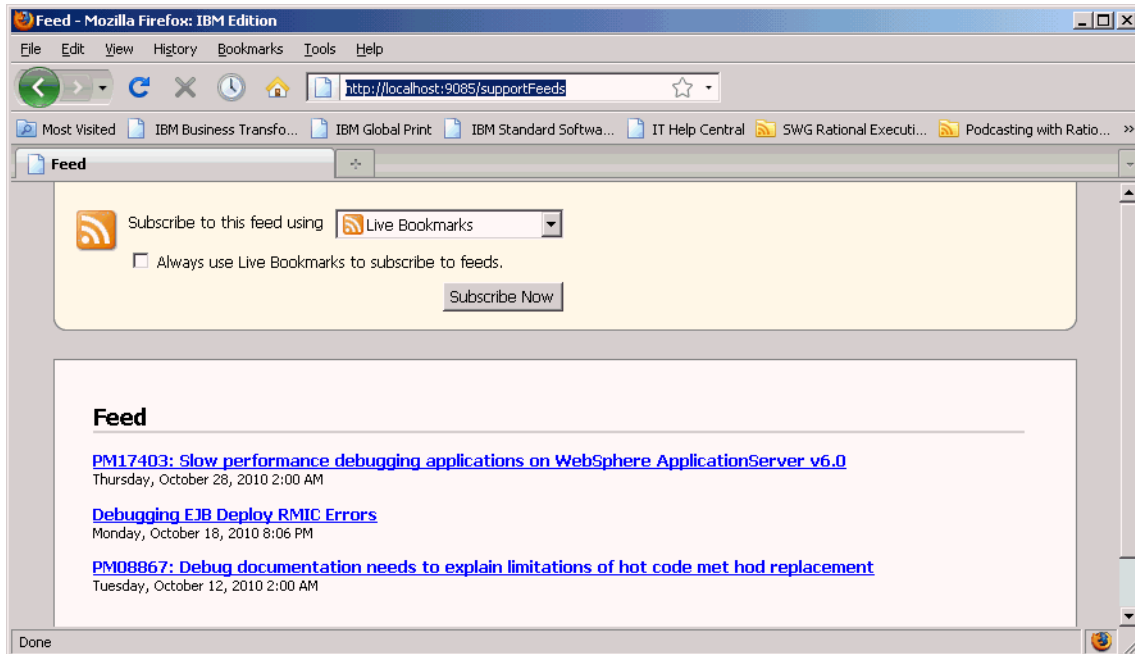 Feed - Mozilla Firefox: IBM Edition
File Edit View History Bookmarks Tools Help
http://localhost:9085/supportFeeds
Most Visited IBM Business Transfo... IBM Global Print IBM Standard Softwa... IT Help Central SWG Rational Executi... Podcasting with Ratio... »
Feed
Subscribe to this feed using Live Bookmarks
Always use Live Bookmarks to subscribe to feeds.
Subscribe Now
Feed
PM17403: Slow performance debugging applications on WebSphere ApplicationServer v6.0
Thursday, October 28, 2010 2:00 AM
Debugging EJB Deploy RMIC Errors
Monday, October 18, 2010 8:06 PM
PM08867: Debug documentation needs to explain limitations of hot code met hod replacement
Tuesday, October 12, 2010 2:00 AM
Done